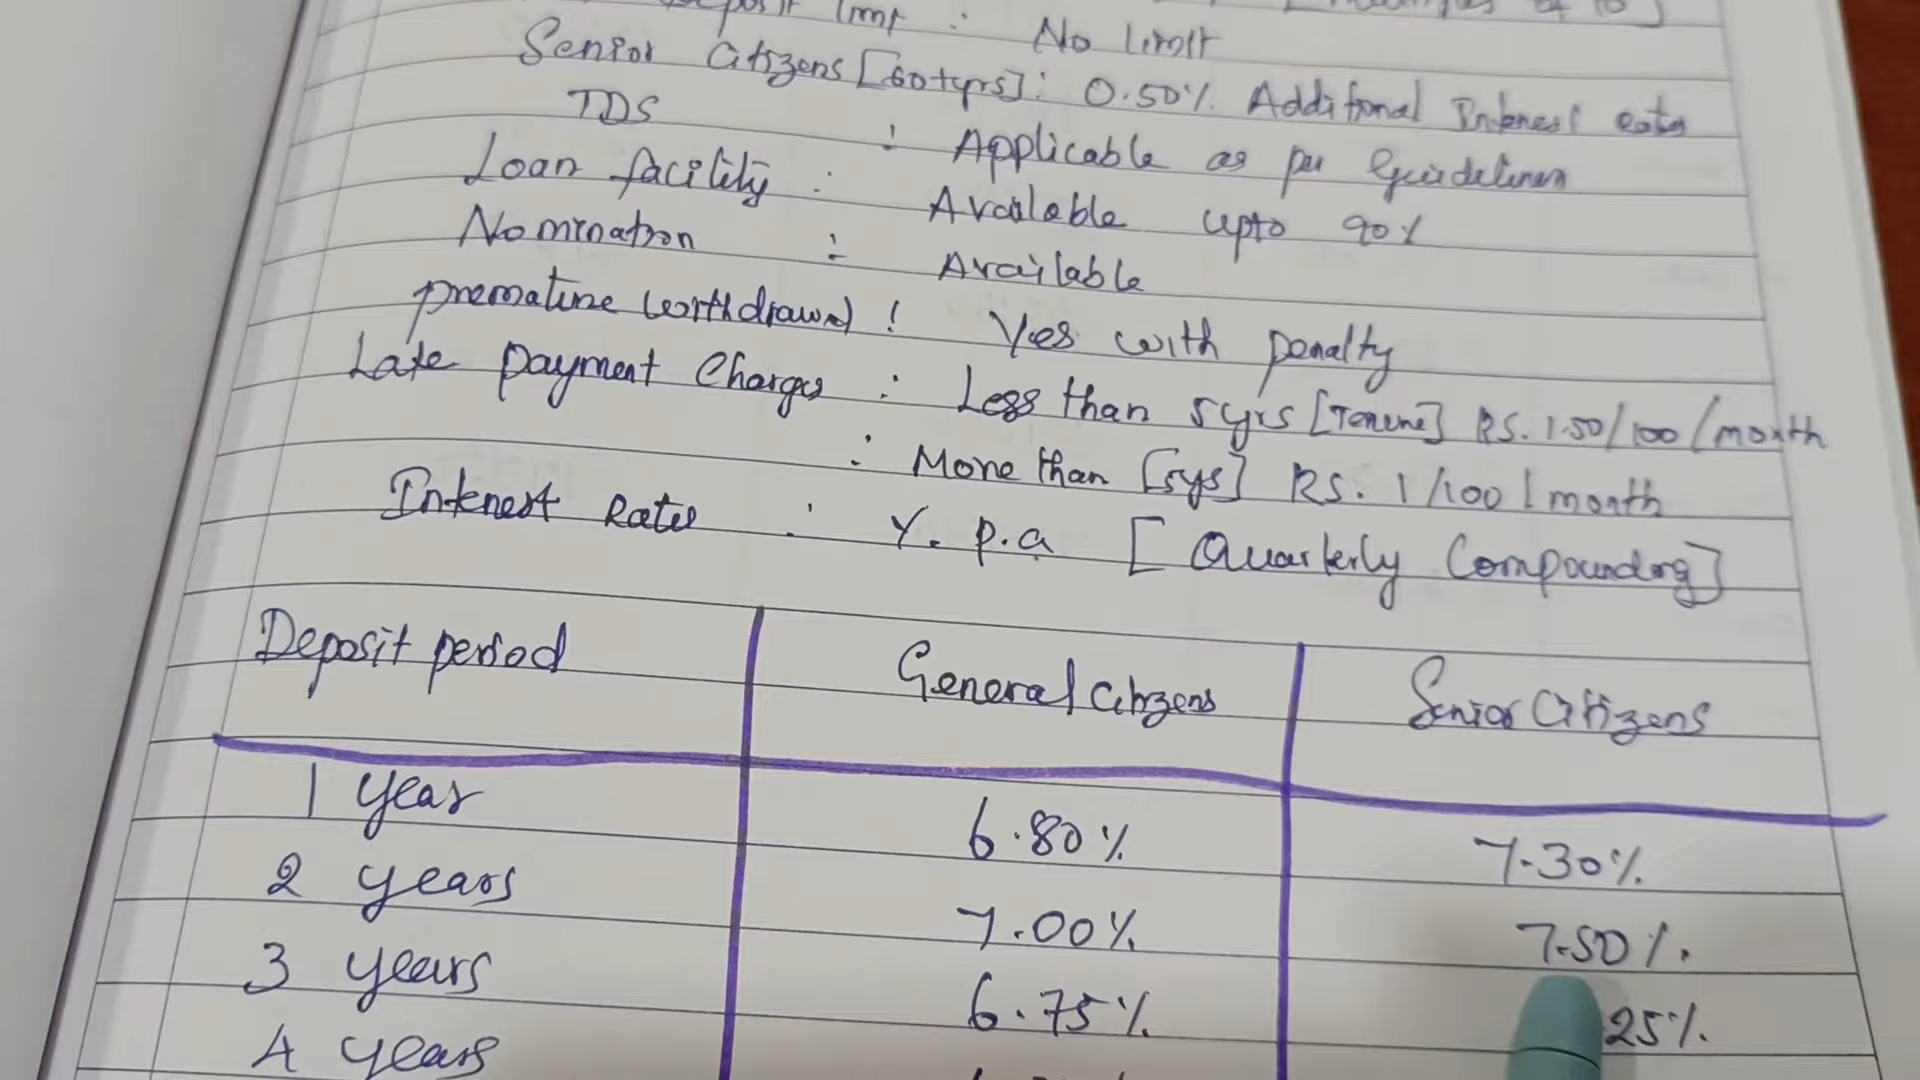 Deposit limit : No limit
Senior Citizens [60+yrs] : 0.50% Additional Interest rates
TDS : Applicable as per Guidelines
Loan facility : Available upto 90%
Nomination : Available
premature withdrawal : Yes with penalty
Late payment Charges : Less than 5yrs [Tenure] RS. 1.50/100/month
: More than [5ys] RS. 1/100/month
Interest Rates : %. p.a [Quarterly Compounding]
Deposit period General Citizens Senior Citizens
1 year 6.80% 7.30%
2 years 7.00% 7.50%.
3 years 6.75% 25%.
4 years